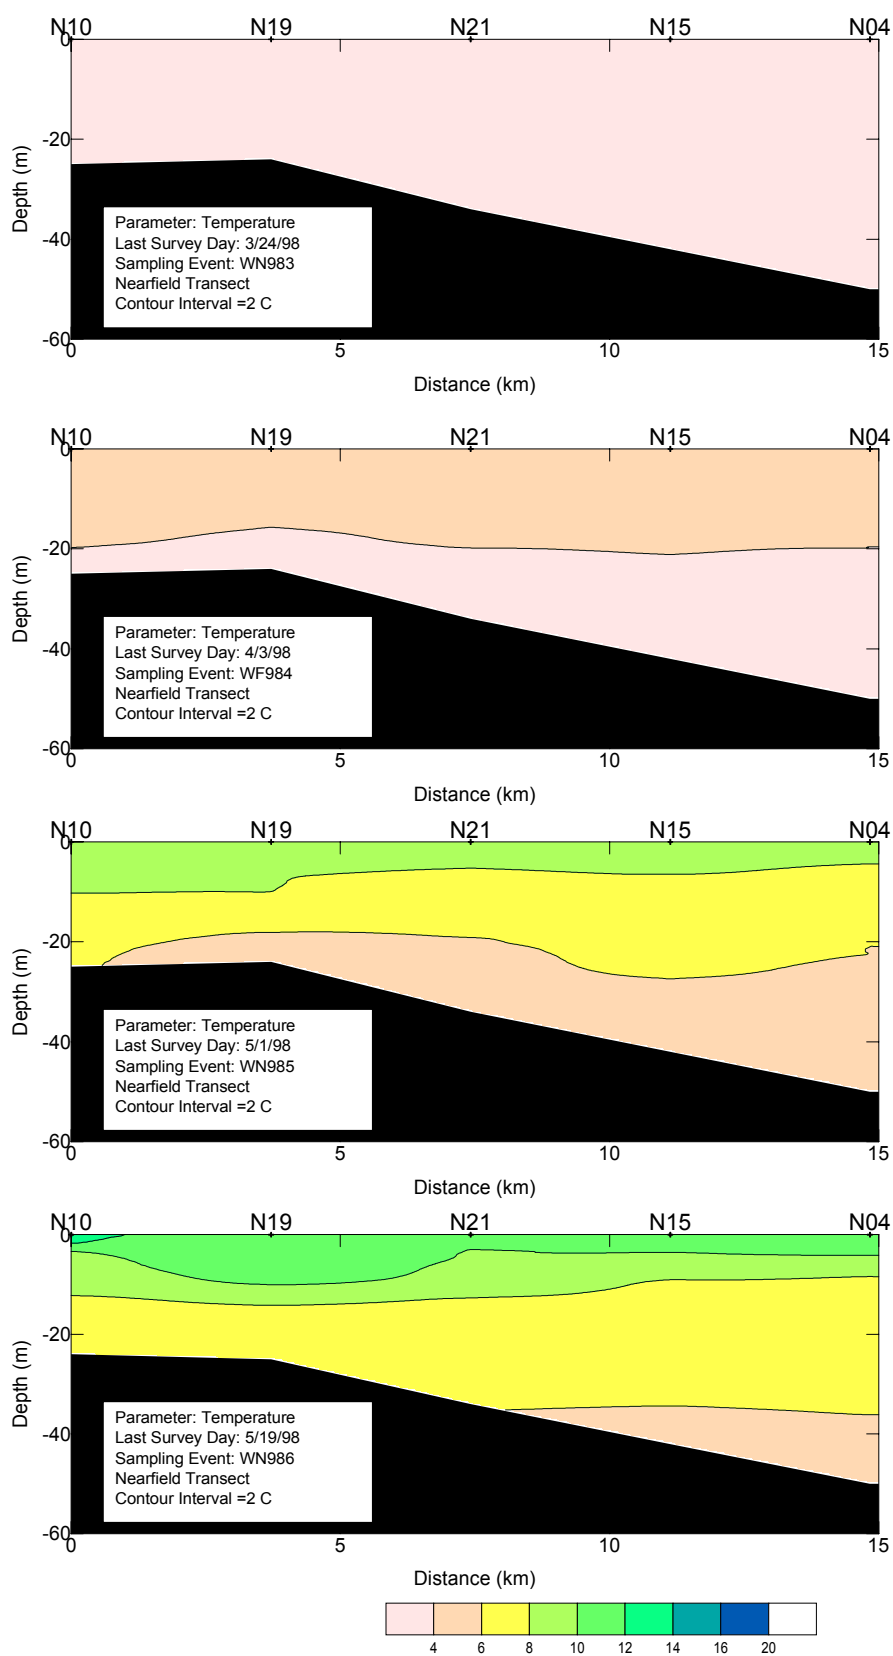 N10 N19 N21 N15 N04
0
-20
-40
-60
Depth (m)
Parameter: Temperature
Last Survey Day: 3/24/98
Sampling Event: WN983
Nearfield Transect
Contour Interval =2 C
0 5 10 15
Distance (km)
N10 N19 N21 N15 N04
0
-20
-40
-60
Depth (m)
Parameter: Temperature
Last Survey Day: 4/3/98
Sampling Event: WF984
Nearfield Transect
Contour Interval =2 C
0 5 10 15
Distance (km)
N10 N19 N21 N15 N04
0
-20
-40
-60
Depth (m)
Parameter: Temperature
Last Survey Day: 5/1/98
Sampling Event: WN985
Nearfield Transect
Contour Interval =2 C
0 5 10 15
Distance (km)
N10 N19 N21 N15 N04
0
-20
-40
-60
Depth (m)
Parameter: Temperature
Last Survey Day: 5/19/98
Sampling Event: WN986
Nearfield Transect
Contour Interval =2 C
0 5 10 15
Distance (km)
4 6 8 10 12 14 16 20